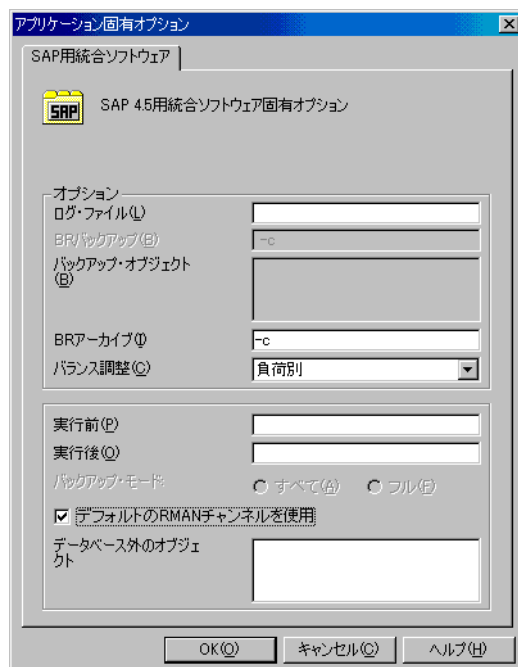 アプリケーション固有オプション
SAP用統合ソフトウェア
SAP
SAP 4.5用統合ソフトウェア固有オプション
オプション
ログ・ファイル(L)
BRバックアップ(B)
-c
バックアップ・オブジェクト
(B)
BRアーカイブ(I)
-c
バランス調整(C)
負荷別
実行前(P)
実行後(O)
バックアップ・モード:
すべて(A)
フル(F)
デフォルトのRMANチャンネルを使用
データベース外のオブジェ
クト
OK(O)
キャンセル(C)
ヘルプ(H)